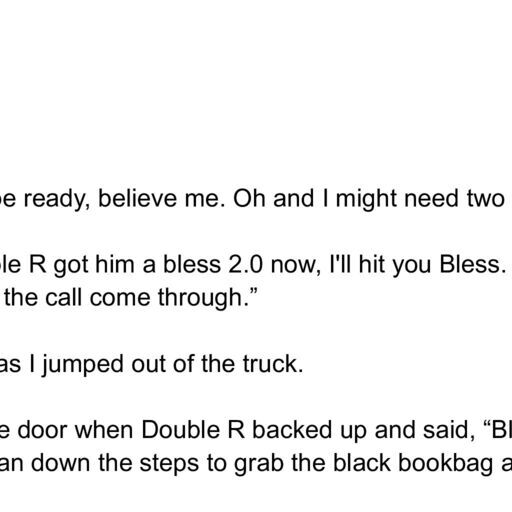 e ready, believe me. Oh and I might need two
le R got him a bless 2.0 now, I'll hit you Bless.
the call come through.”
as I jumped out of the truck.
e door when Double R backed up and said, “Bl
an down the steps to grab the black bookbag a